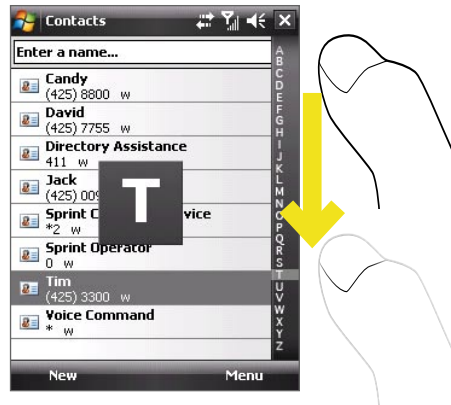 Contacts
Enter a name...
Candy
(425) 8800 w
David
(425) 7755 w
Directory Assistance
411 w
Jack
(425) 009
T
Sprint C vice
*2 w
Sprint Operator
0 w
Tim
(425) 3300 w
Voice Command
* w
A
B
C
D
E
F
G
H
I
J
K
L
M
N
O
P
Q
R
S
T
U
V
W
X
Y
Z
New Menu